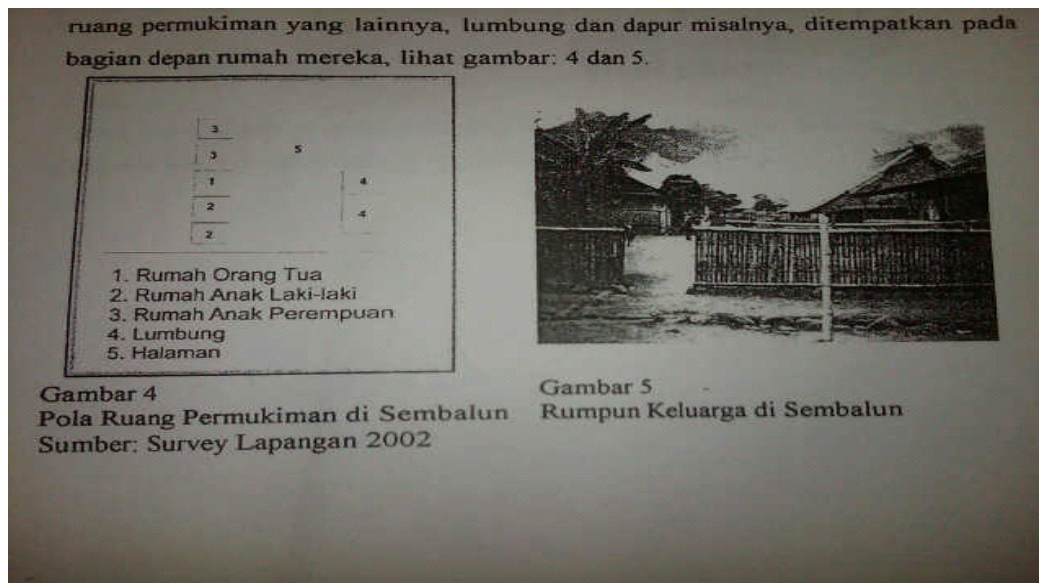 ruang permukiman yang lainnya, lumbung dan dapur misalnya, ditempatkan pada
bagian depan rumah mereka, lihat gambar: 4 dan 5.
3
3
5
1
4
2
4
2
1. Rumah Orang Tua
2. Rumah Anak Laki-laki
3. Rumah Anak Perempuan
4. Lumbung
5. Halaman
Gambar 4
Pola Ruang Permukiman di Sembalun
Sumber: Survey Lapangan 2002
Gambar 5
Rumpun Keluarga di Sembalun